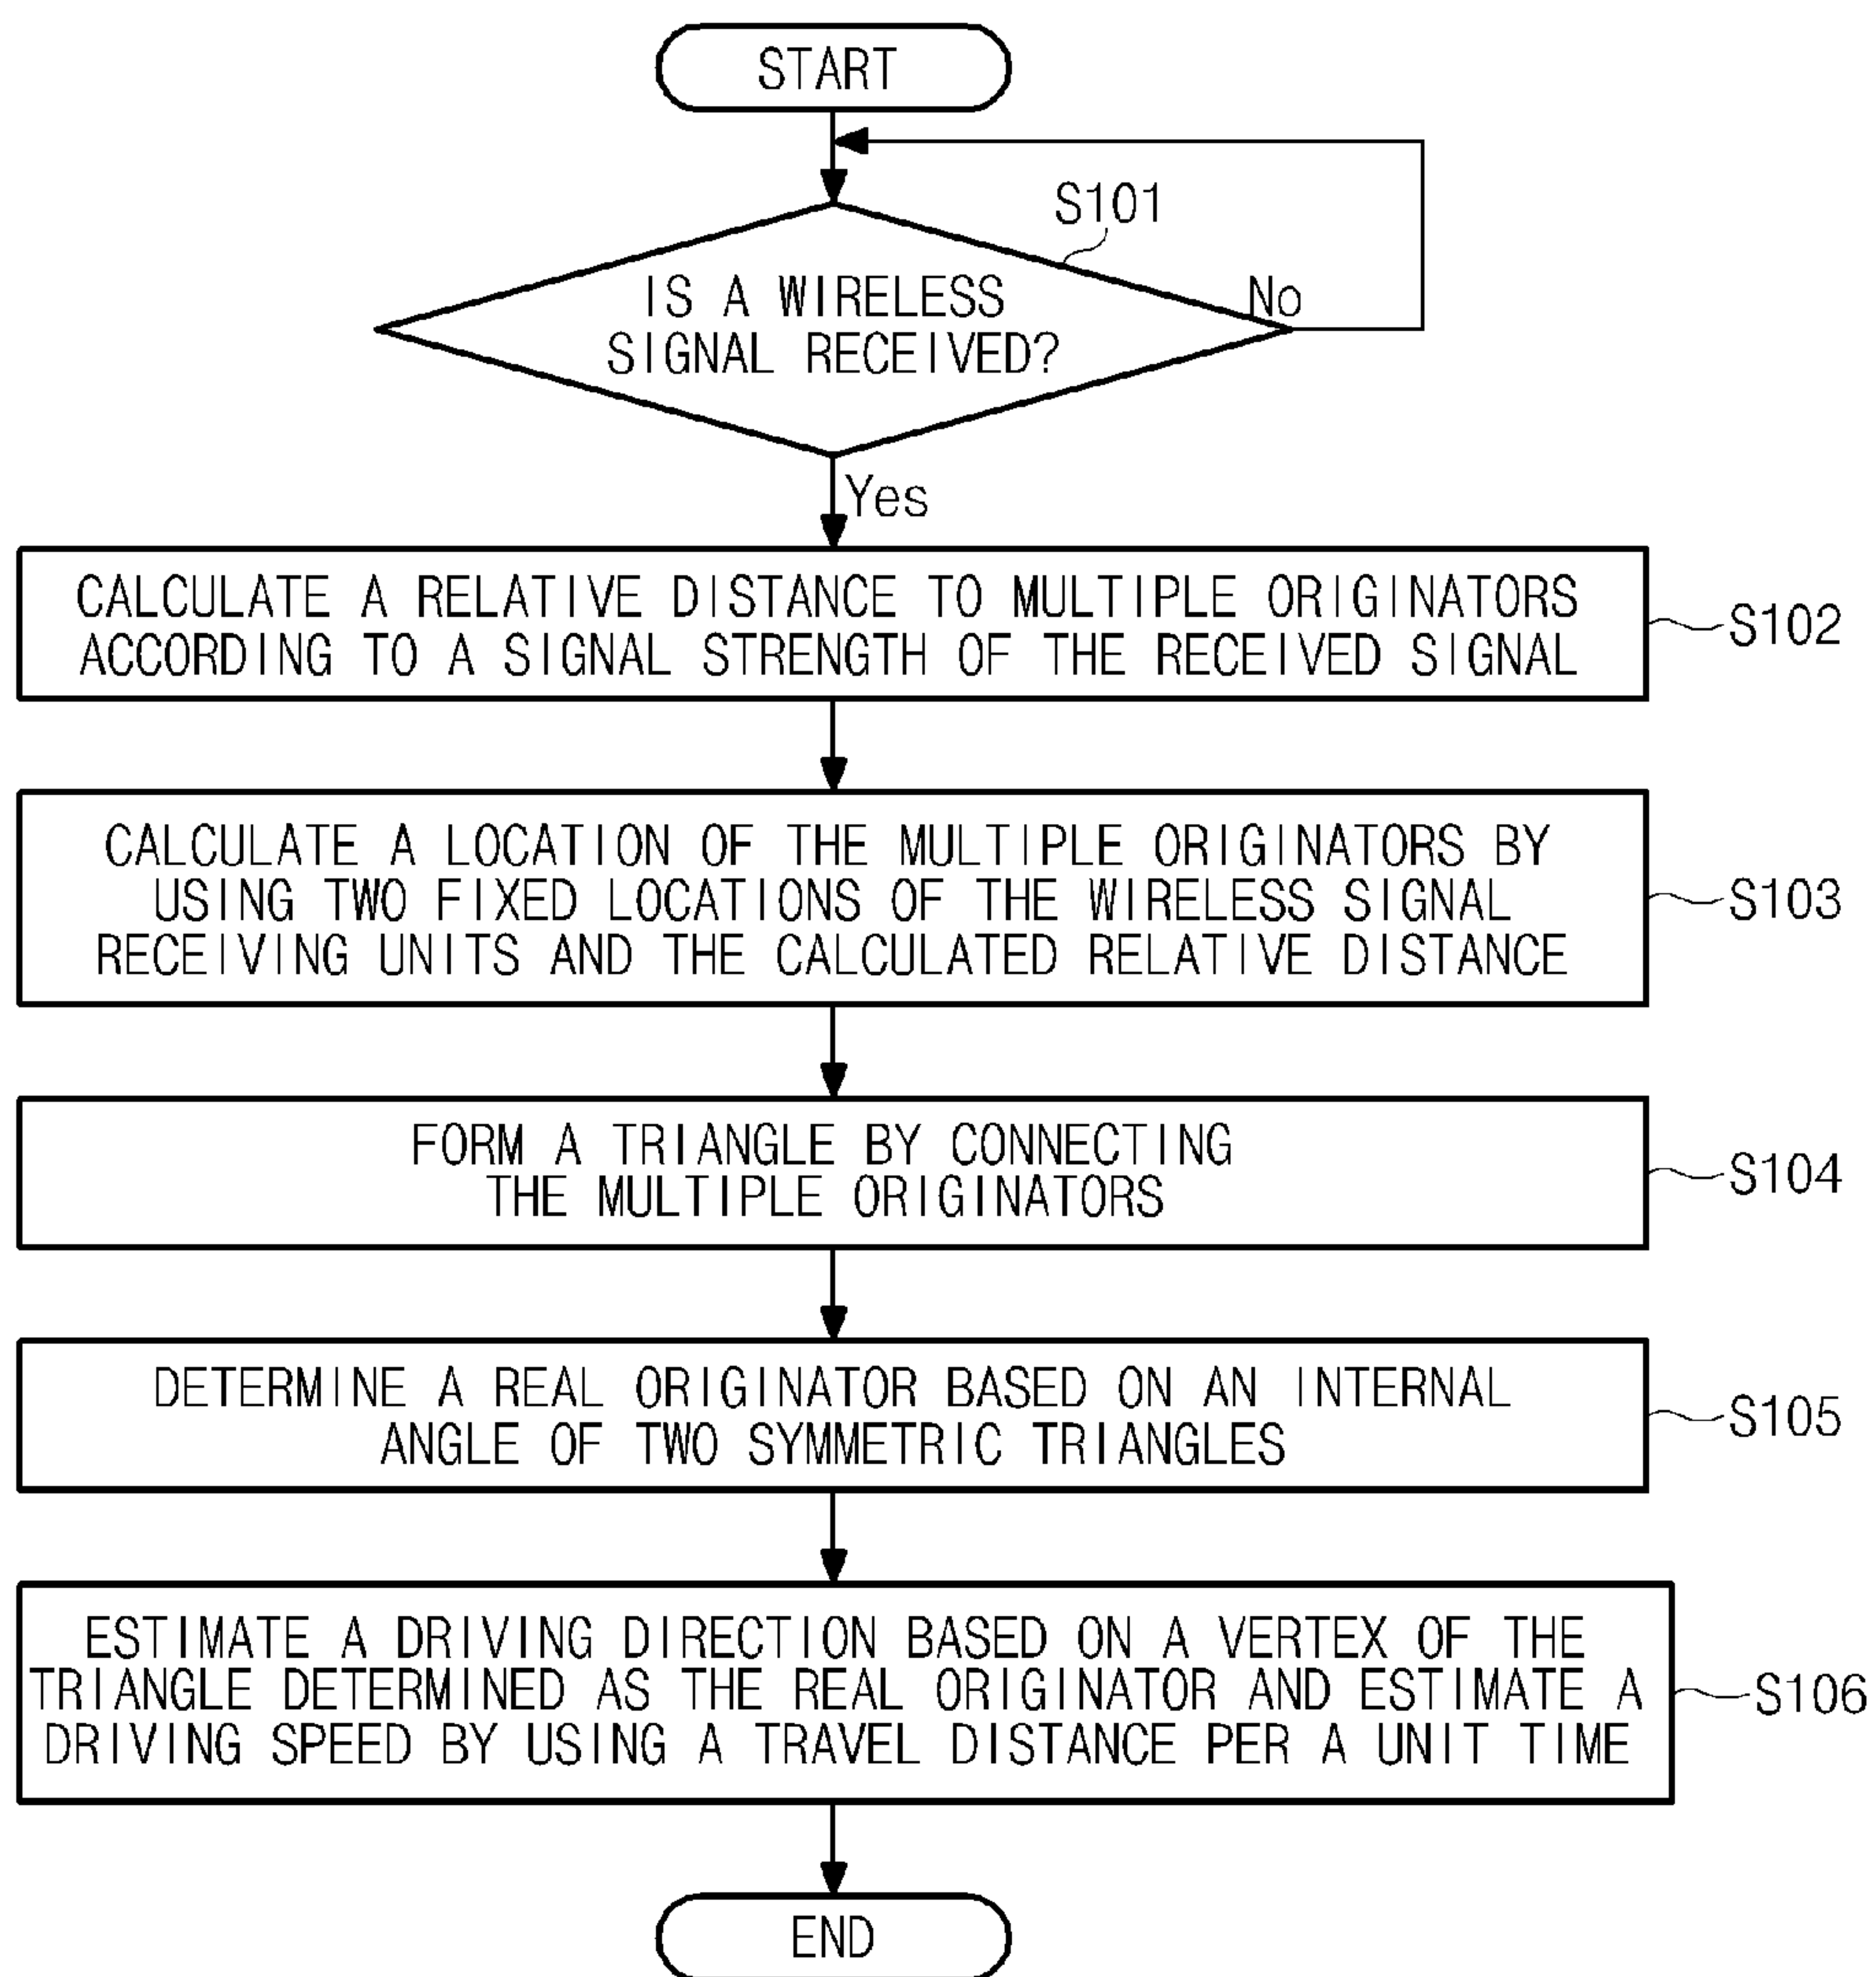 START
S101
IS A WIRELESS
SIGNAL RECEIVED?
No
Yes
CALCULATE A RELATIVE DISTANCE TO MULTIPLE ORIGINATORS
ACCORDING TO A SIGNAL STRENGTH OF THE RECEIVED SIGNAL
S102
CALCULATE A LOCATION OF THE MULTIPLE ORIGINATORS BY
USING TWO FIXED LOCATIONS OF THE WIRELESS SIGNAL
RECEIVING UNITS AND THE CALCULATED RELATIVE DISTANCE
S103
FORM A TRIANGLE BY CONNECTING
THE MULTIPLE ORIGINATORS
S104
DETERMINE A REAL ORIGINATOR BASED ON AN INTERNAL
ANGLE OF TWO SYMMETRIC TRIANGLES
S105
ESTIMATE A DRIVING DIRECTION BASED ON A VERTEX OF THE
TRIANGLE DETERMINED AS THE REAL ORIGINATOR AND ESTIMATE A
DRIVING SPEED BY USING A TRAVEL DISTANCE PER A UNIT TIME
S106
END